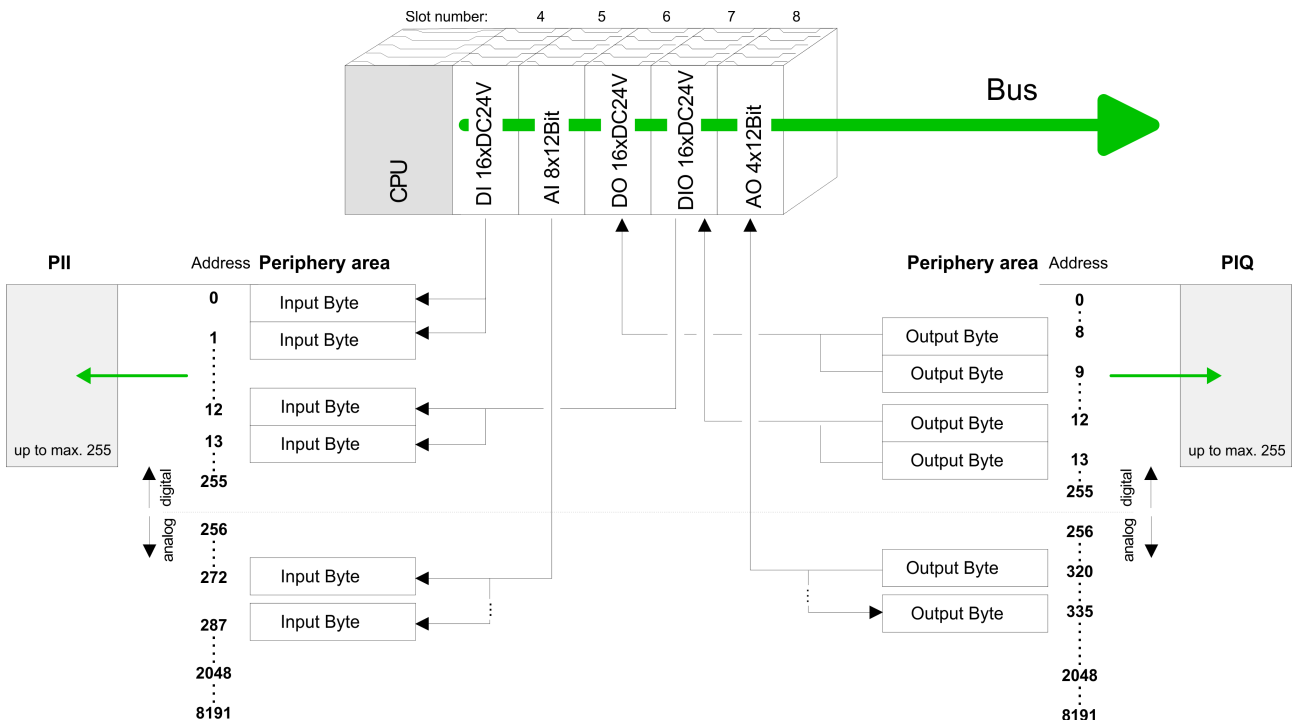 Slot number: 4 5 6 7 8
Bus
CPU
DI 16xDC24V
AI 8x12Bit
DO 16xDC24V
DIO 16xDC24V
AO 4x12Bit
PII
Address Periphery area
0 Input Byte
1 Input Byte
12 Input Byte
13 Input Byte
255
256
272 Input Byte
287 Input Byte
2048
8191
up to max. 255
digital
analog
Periphery area Address
PIQ
0
Output Byte 8
Output Byte 9
Output Byte 12
Output Byte 13
255
256
Output Byte 320
Output Byte 335
2048
8191
up to max. 255
digital
analog